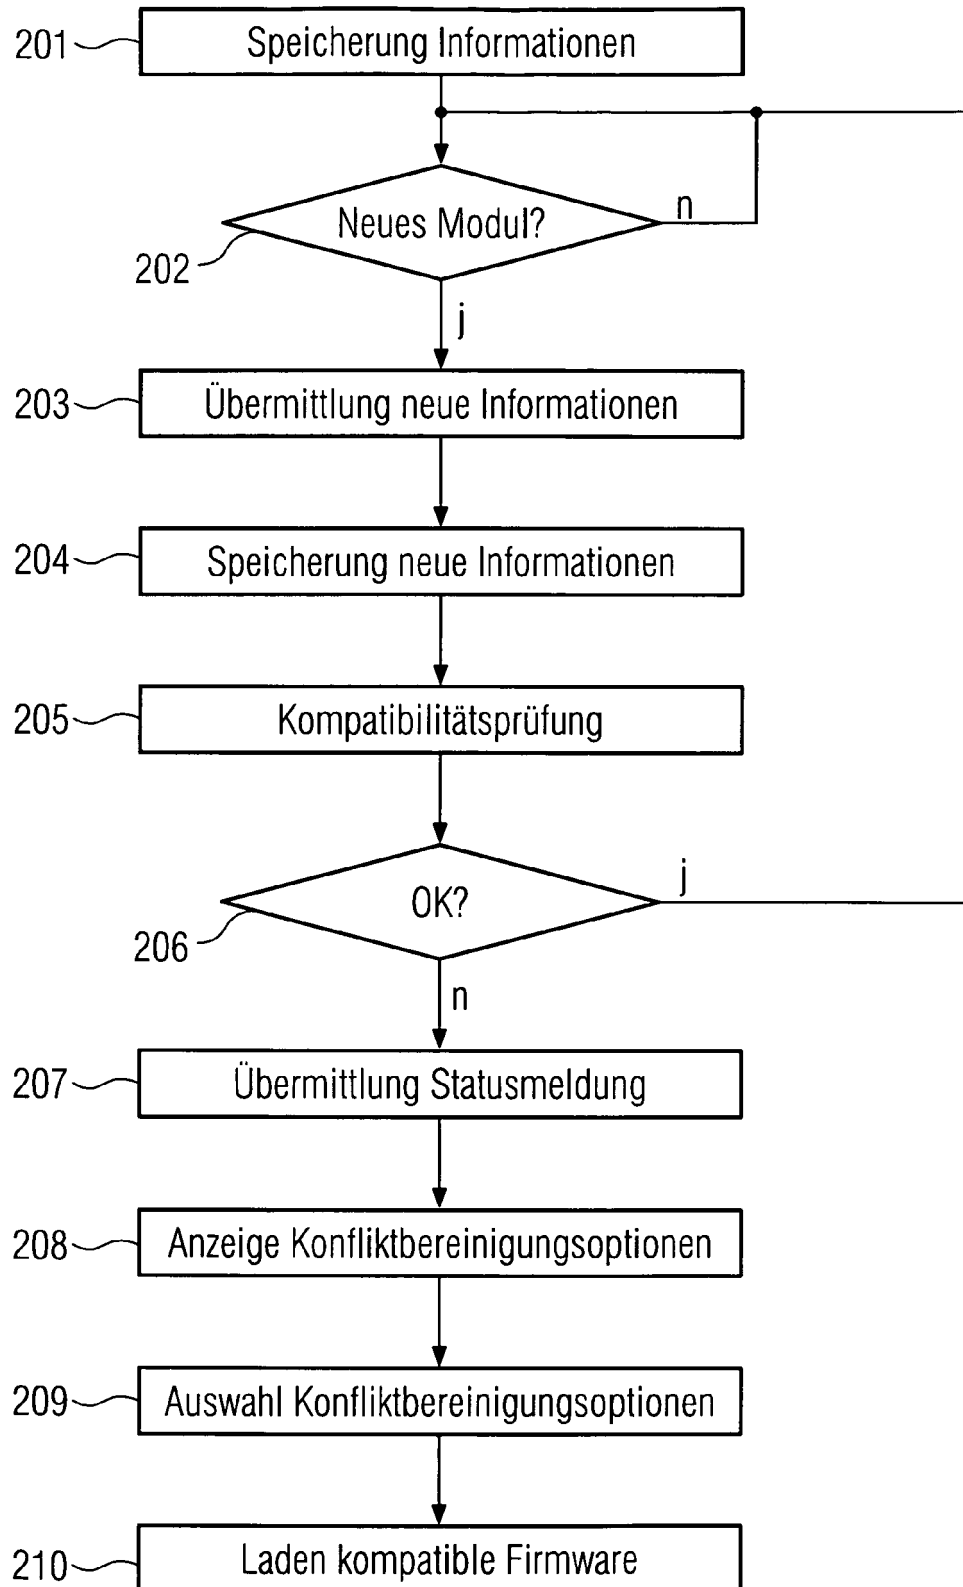 201 Speicherung Informationen
Neues Modul? n
202
j
203 Übermittlung neue Informationen
204 Speicherung neue Informationen
205 Kompatibilitätsprüfung
j
OK?
206
n
207 Übermittlung Statusmeldung
208 Anzeige Konfliktbereinigungsoptionen
209 Auswahl Konfliktbereinigungsoptionen
210 Laden kompatible Firmware